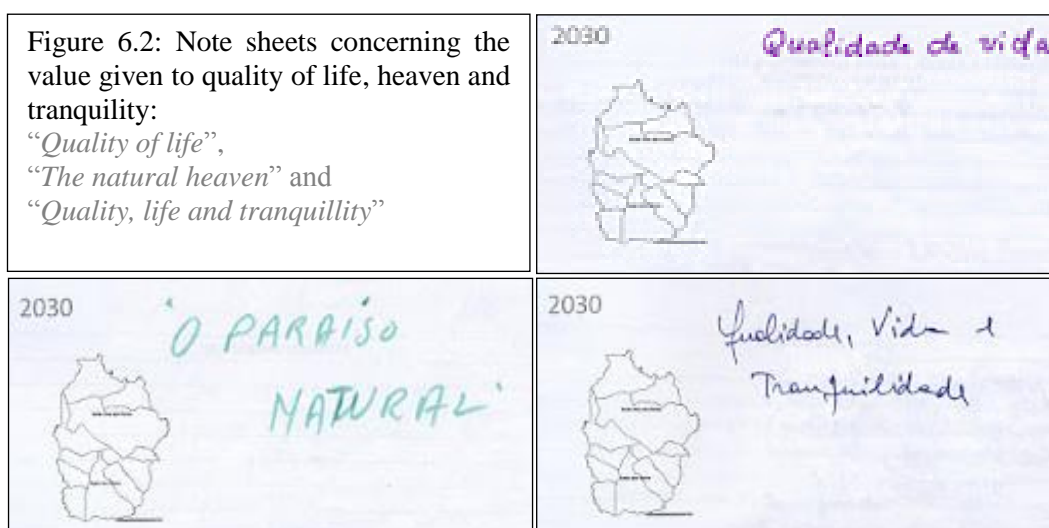 Figure 6.2: Note sheets concerning the
value given to quality of life, heaven and
tranquility:
“Quality of life”,
“The natural heaven” and
“Quality, life and tranquillity”
2030
Qualidade de vida
2030
'O PARAÍSO
NATURAL'
2030
Qualidade, Vida e
Tranquilidade